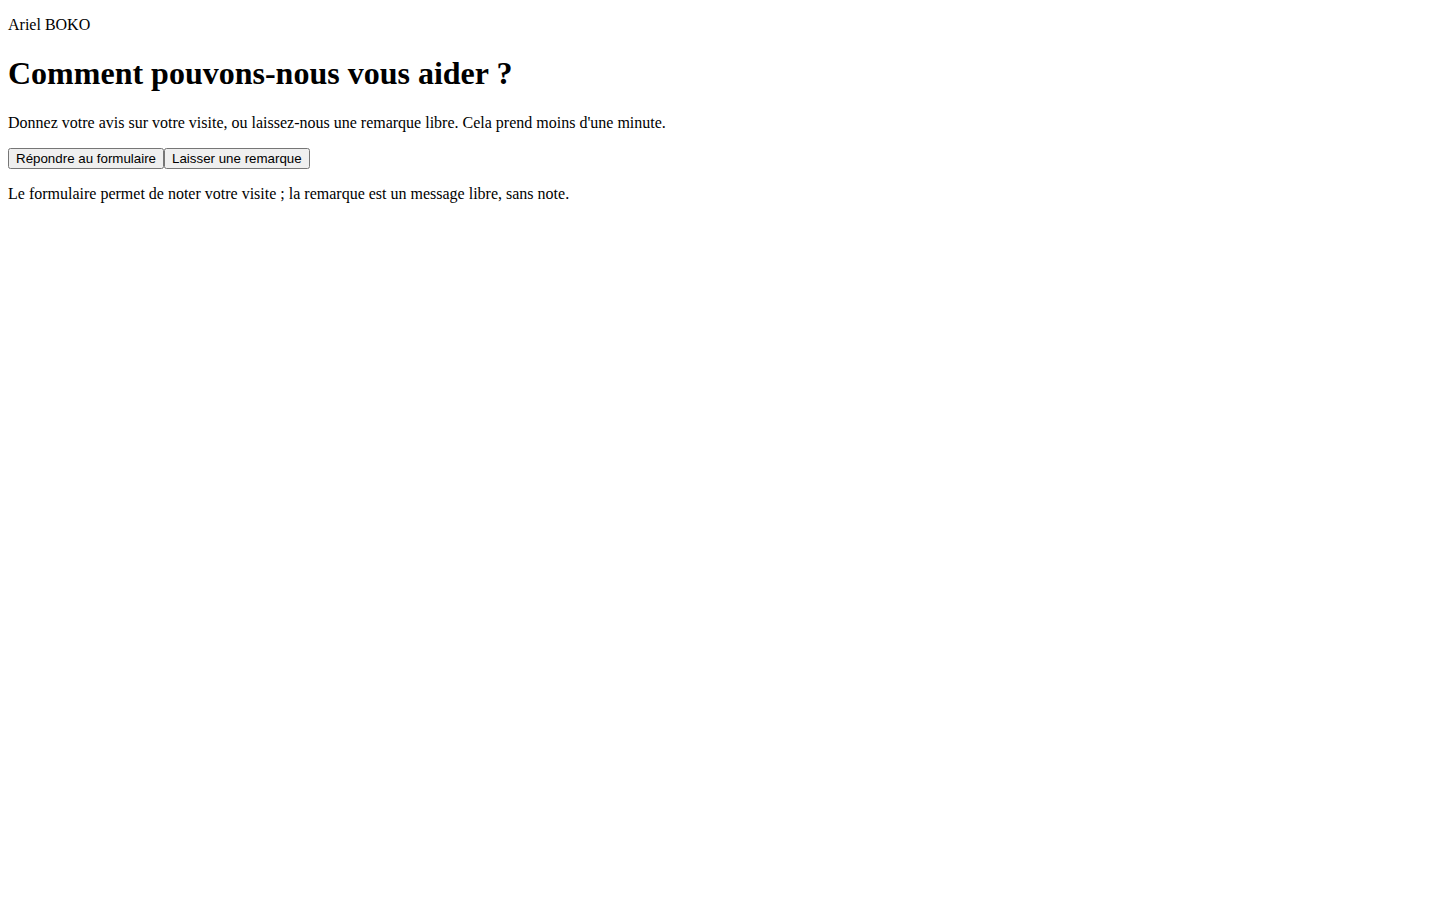 Ariel BOKO
Comment pouvons-nous vous aider ?
Donnez votre avis sur votre visite, ou laissez-nous une remarque libre. Cela prend moins d'une minute.
Répondre au formulaire Laisser une remarque
Le formulaire permet de noter votre visite ; la remarque est un message libre, sans note.